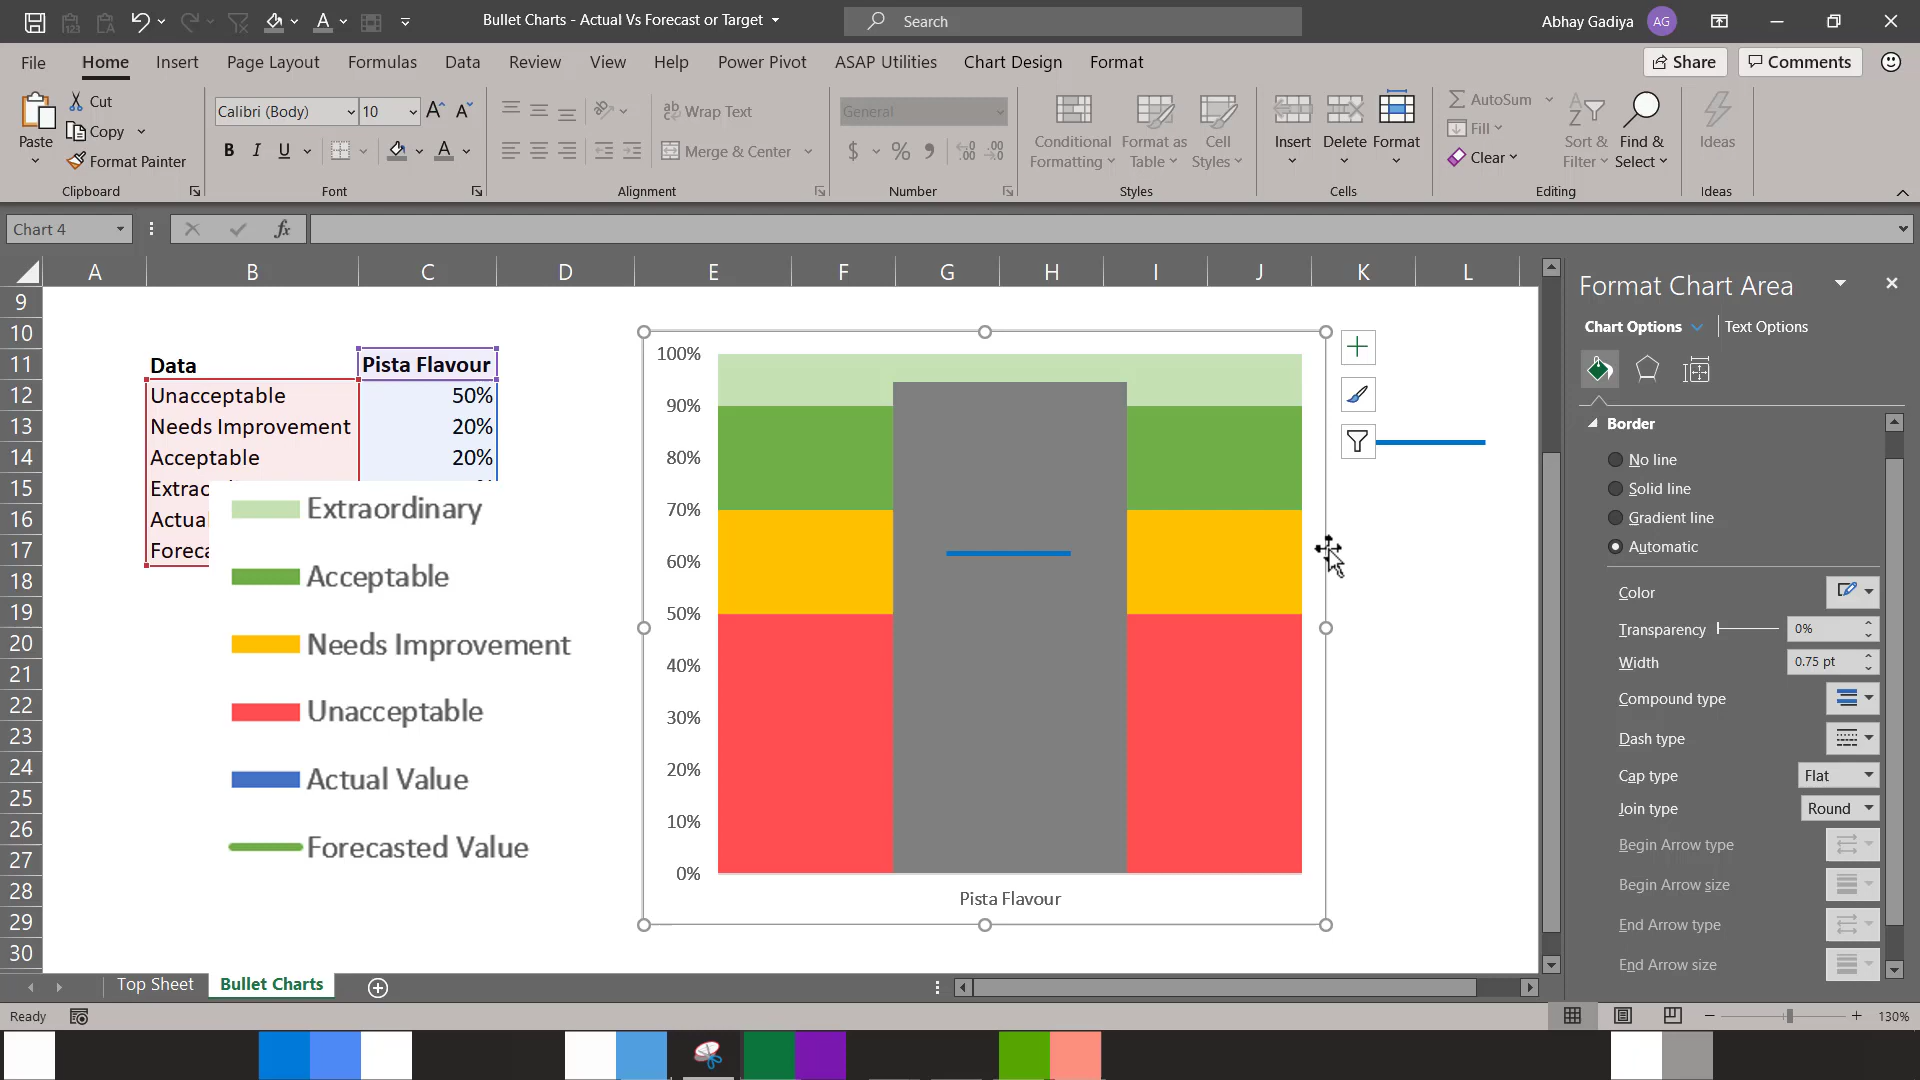 Bullet Charts - Actual Vs Forecast or Target
Search
Abhay Gadiya
AG
File Home Insert Page Layout Formulas Data Review View Help Power Pivot ASAP Utilities Chart Design Format
Share
Comments
Paste
Cut
Copy
Format Painter
Clipboard
Calibri (Body) 10
B I U
Font
Wrap Text
Merge & Center
Alignment
General
$ % 9
Number
Conditional Formatting
Format as Table
Cell Styles
Styles
Insert Delete Format
Cells
AutoSum
Fill
Clear
Sort & Filter
Find & Select
Editing
Ideas
Ideas
Chart 4
fx
A B C D E F G H I J K L
9
10
11 Data Pista Flavour
12 Unacceptable 50%
13 Needs Improvement 20%
14 Acceptable 20%
15
16 Actual
17
18
19
20
21
22
23
24
25
26
27
28
29
30
Extraordinary
Acceptable
Needs Improvement
Unacceptable
Actual Value
Forecasted Value
100%
90%
80%
70%
60%
50%
40%
30%
20%
10%
0%
Pista Flavour
Format Chart Area
Chart Options Text Options
Border
No line
Solid line
Gradient line
Automatic
Color
Transparency 0%
Width 0.75 pt
Compound type
Dash type
Cap type Flat
Join type Round
Begin Arrow type
Begin Arrow size
End Arrow type
End Arrow size
Top Sheet Bullet Charts
Ready
130%